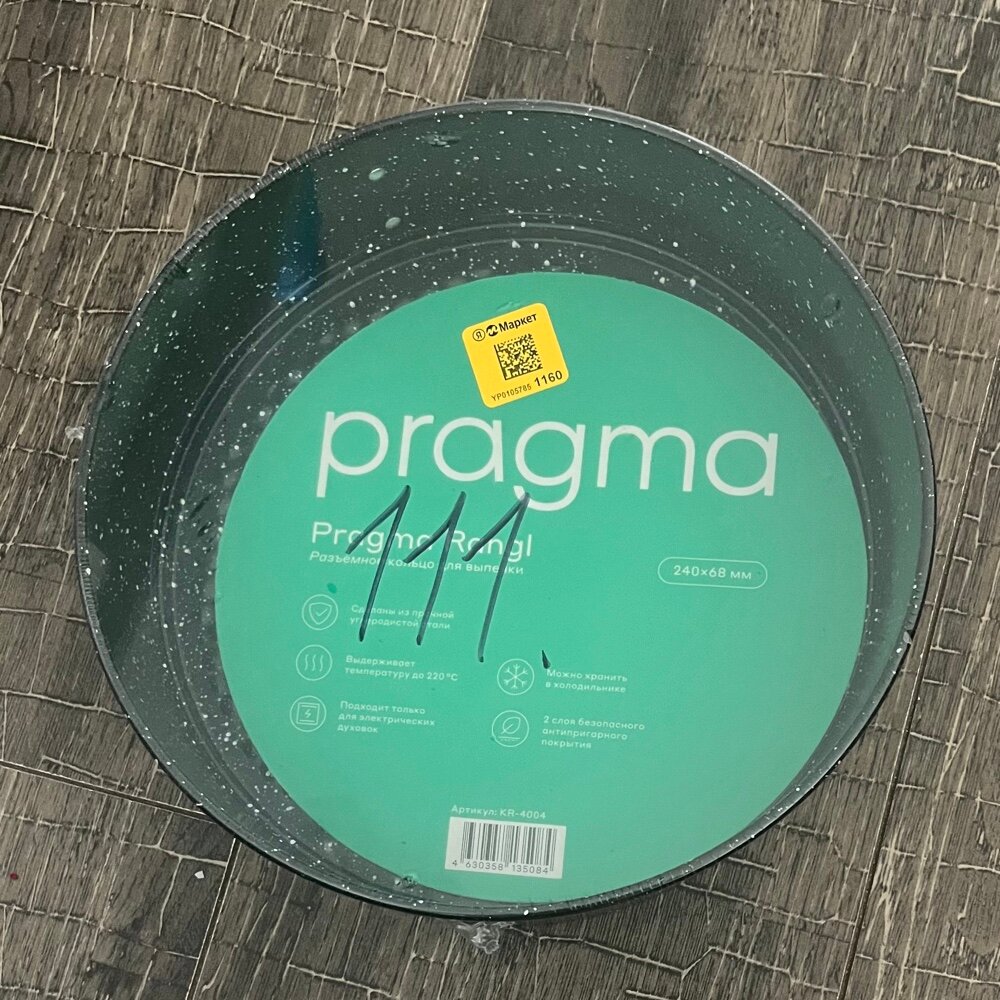 Я Маркет
YP0105785 1160
pragma
Pragma Rangl
Разъёмное кольцо для выпечки
111.
240×68 мм
Сделаны из прочной
углеродистой стали
Выдерживает
температуру до 220 °C
Подходит только
для электрических
духовок
Можно хранить
в холодильнике
2 слоя безопасного
антипригарного
покрытия
Артикул: KR-4004
4 630358 135084